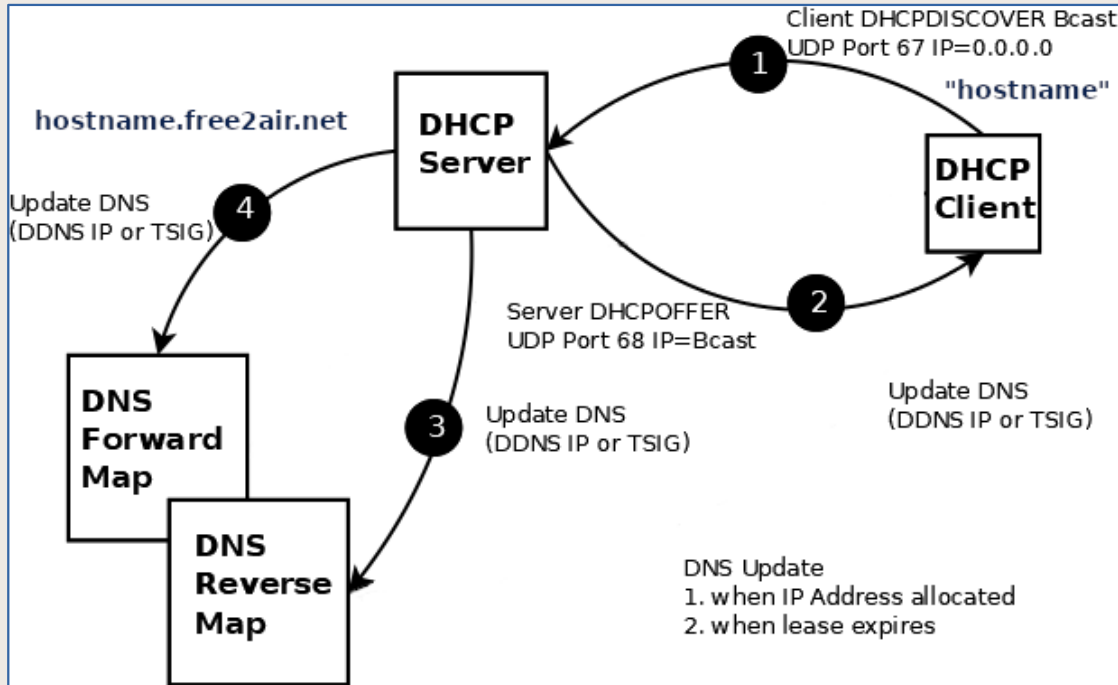 Client DHCPDISCOVER Bcast
UDP Port 67 IP=0.0.0.0
1
"hostname"
hostname.free2air.net
DHCP
Server
DHCP
Client
4
Update DNS
(DDNS IP or TSIG)
2
Server DHCPOFFER
UDP Port 68 IP=Bcast
3
Update DNS
(DDNS IP or TSIG)
Update DNS
(DDNS IP or TSIG)
DNS
Forward
Map
DNS
Reverse
Map
DNS Update
1. when IP Address allocated
2. when lease expires